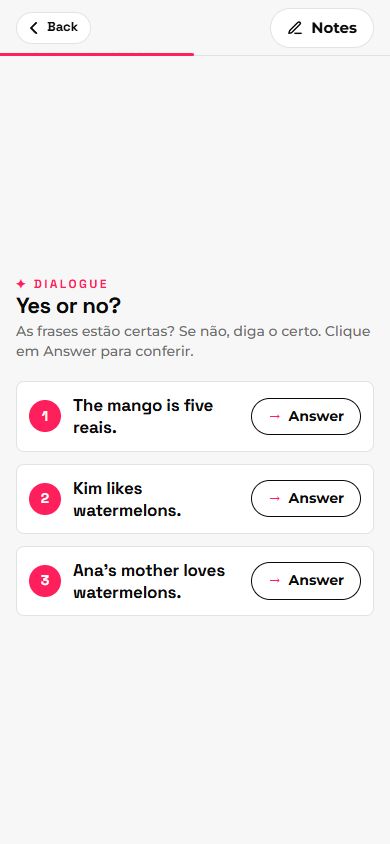 Back
Notes
DIALOGUE
Yes or no?
As frases estão certas? Se não, diga o certo. Clique
em Answer para conferir.
1
The mango is five
reais.
→ Answer
2
Kim likes
watermelons.
→ Answer
3
Ana's mother loves
watermelons.
→ Answer